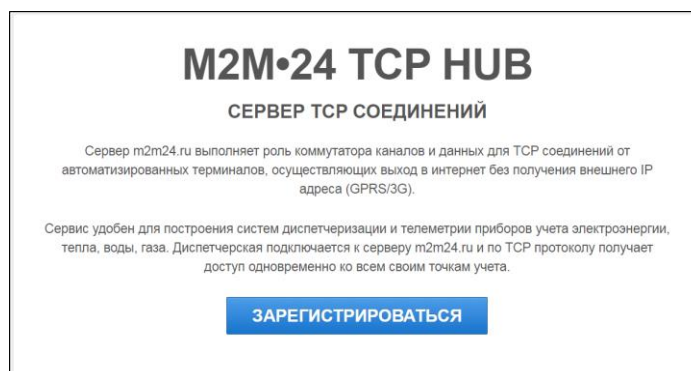 M2M•24 TCP HUB
СЕРВЕР TCP СОЕДИНЕНИЙ
Сервер m2m24.ru выполняет роль коммутатора каналов и данных для TCP соединений от
автоматизированных терминалов, осуществляющих выход в интернет без получения внешнего IP
адреса (GPRS/3G).
Сервис удобен для построения систем диспетчеризации и телеметрии приборов учета электроэнергии,
тепла, воды, газа. Диспетчерская подключается к серверу m2m24.ru и по TCP протоколу получает
доступ одновременно ко всем своим точкам учета.
ЗАРЕГИСТРИРОВАТЬСЯ